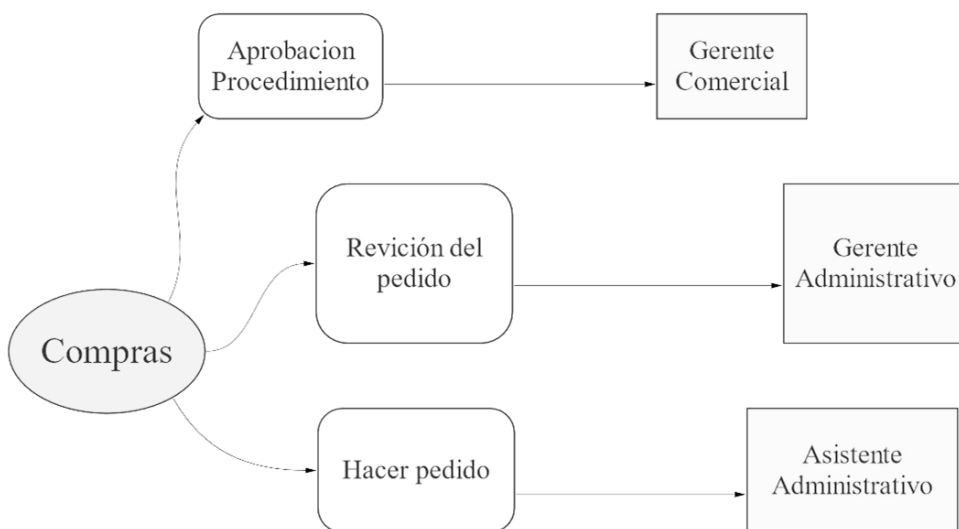 Aprobacion
Procedimiento
Gerente
Comercial
Revición del
pedido
Gerente
Administrativo
Compras
Hacer pedido
Asistente
Administrativo